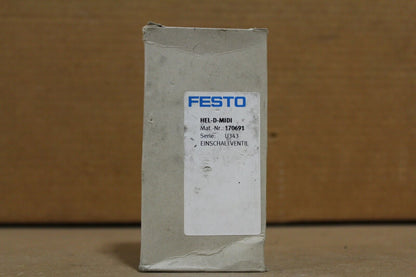 FESTO
HEL-D-MIDI
Mat.-Nr.: 170691
Serie: U343
EINSCHALTVENTIL